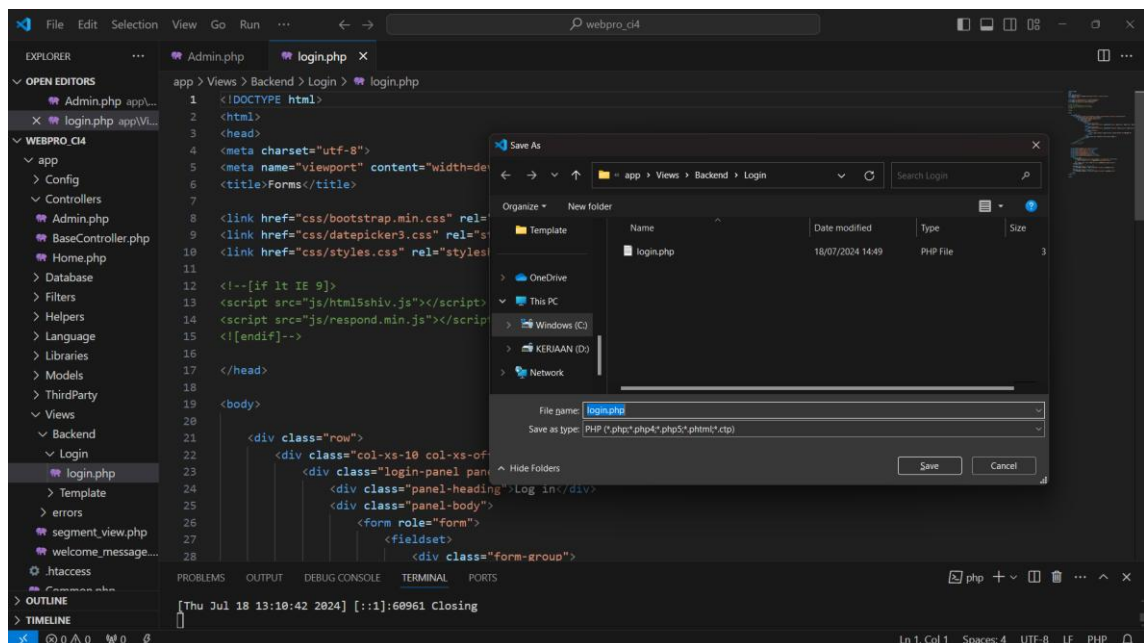 File Edit Selection View Go Run ... webpro_ci4
EXPLORER ...
OPEN EDITORS
Admin.php app\...
login.php app\Vi...
WEBPRO_CI4
app
Config
Controllers
Admin.php
BaseController.php
Home.php
Database
Filters
Helpers
Language
Libraries
Models
ThirdParty
Views
Backend
Login
login.php
Template
errors
segment_view.php
welcome_message....
.htaccess
Common.php
OUTLINE
TIMELINE
Admin.php login.php
app > Views > Backend > Login > login.php
1 <!DOCTYPE html>
2 <html>
3 <head>
4 <meta charset="utf-8">
5 <meta name="viewport" content="width=de
6 <title>Forms</title>
7
8 <link href="css/bootstrap.min.css" rel="
9 <link href="css/datepicker3.css" rel="s
10 <link href="css/styles.css" rel="styles
11
12 <!--[if lt IE 9]>
13 <script src="js/html5shiv.js"></script>
14 <script src="js/respond.min.js"></scrip
15 <![endif]-->
16
17 </head>
18
19 <body>
20
21 <div class="row">
22 <div class="col-xs-10 col-xs-of
23 <div class="login-panel pan
24 <div class="panel-heading">Log in</div>
25 <div class="panel-body">
26 <form role="form">
27 <fieldset>
28 <div class="form-group">
Save As
app > Views > Backend > Login Search Login
Organize New folder
Template
OneDrive
This PC
Windows (C:)
KERJAAN (D:)
Network
Name Date modified Type Size
login.php 18/07/2024 14:49 PHP File 3
File name: login.php
Save as type: PHP (*.php;*.php4;*.php5;*.phtml;*.ctp)
Hide Folders Save Cancel
PROBLEMS OUTPUT DEBUG CONSOLE TERMINAL PORTS php
[Thu Jul 18 13:10:42 2024] [::1]:60961 Closing
0 0 0 Ln 1, Col 1 Spaces: 4 UTF-8 LF PHP